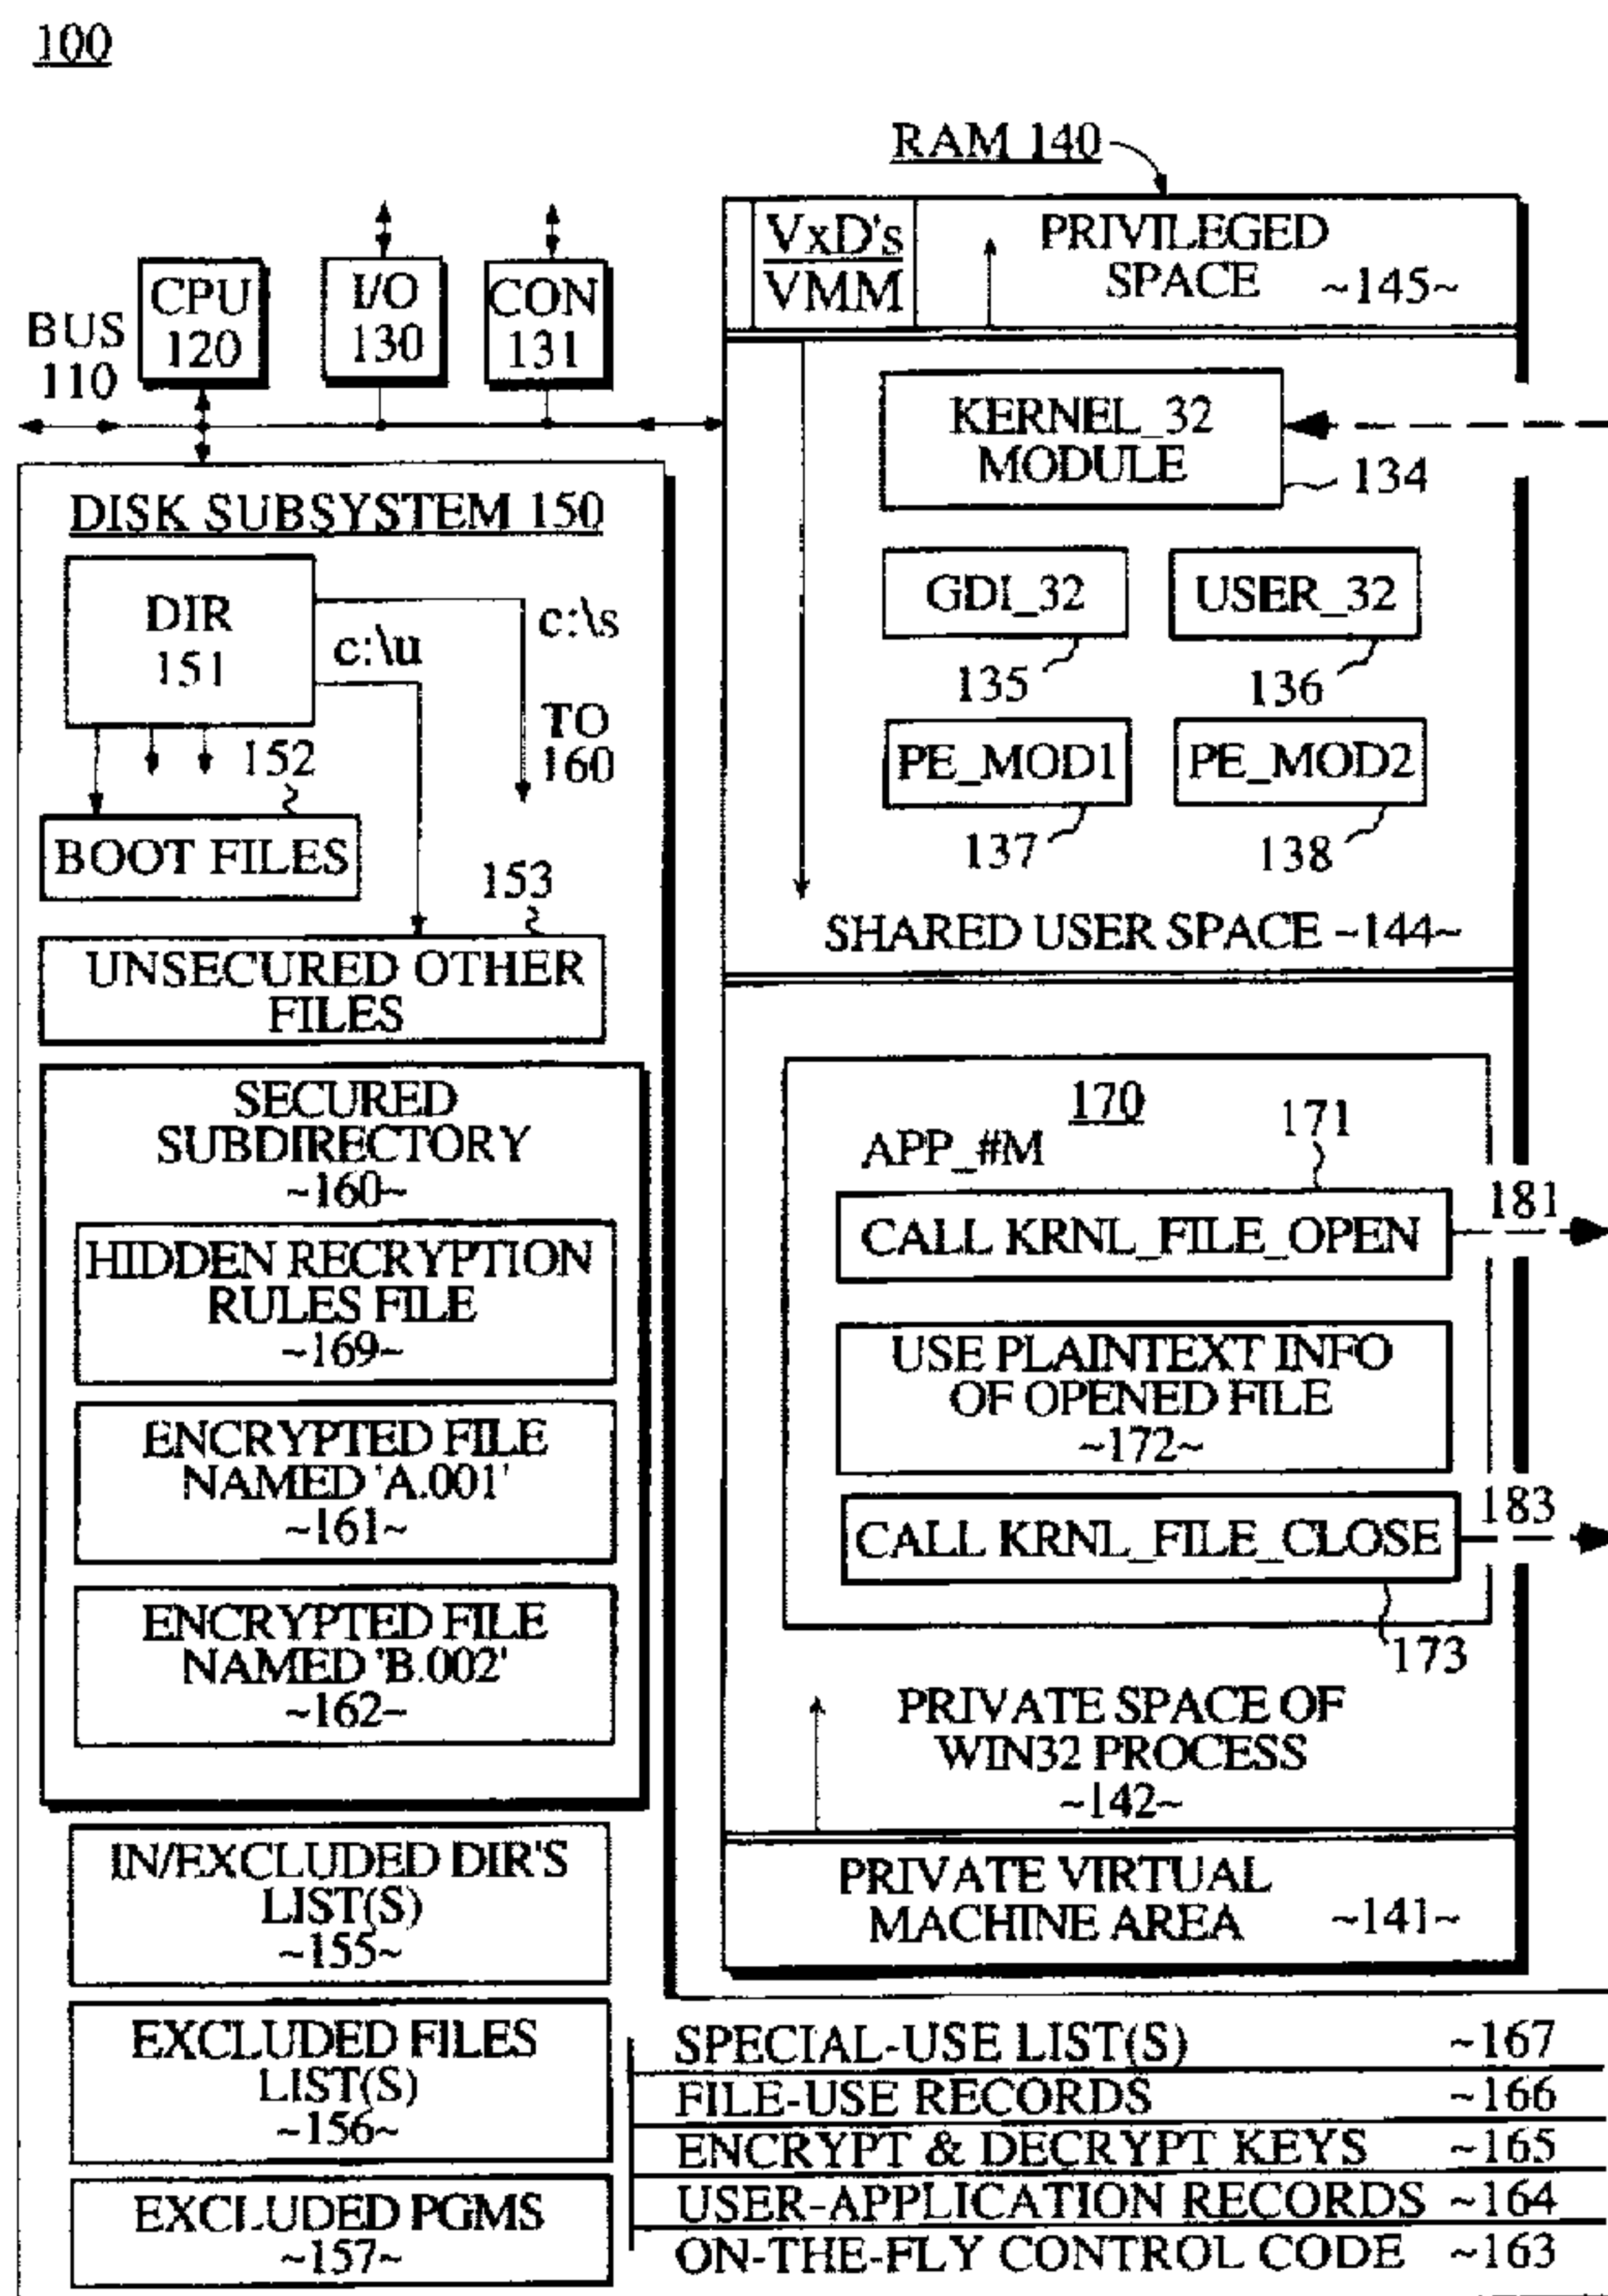 100
RAM 140
VxD's
VMM
PRIVILEGED
SPACE ~145~
BUS
110
CPU
120
I/O
130
CON
131
KERNEL_32
MODULE
134
GDI_32
135
USER_32
136
PE_MOD1
137
PE_MOD2
138
SHARED USER SPACE ~144~
DISK SUBSYSTEM 150
DIR
151
c:\s
c:\u
TO
160
152
BOOT FILES
153
UNSECURED OTHER
FILES
SECURED
SUBDIRECTORY
~160~
HIDDEN RECRYPTION
RULES FILE
~169~
ENCRYPTED FILE
NAMED 'A.001'
~161~
ENCRYPTED FILE
NAMED 'B.002'
~162~
170
APP_#M
171
CALL KRNL_FILE_OPEN
181
USE PLAINTEXT INFO
OF OPENED FILE
~172~
CALL KRNL_FILE_CLOSE
183
173
PRIVATE SPACE OF
WIN32 PROCESS
~142~
PRIVATE VIRTUAL
MACHINE AREA ~141~
IN/EXCLUDED DIR'S
LIST(S)
~155~
EXCLUDED FILES
LIST(S)
~156~
EXCLUDED PGMS
~157~
SPECIAL-USE LIST(S) ~167
FILE-USE RECORDS ~166
ENCRYPT & DECRYPT KEYS ~165
USER-APPLICATION RECORDS ~164
ON-THE-FLY CONTROL CODE ~163